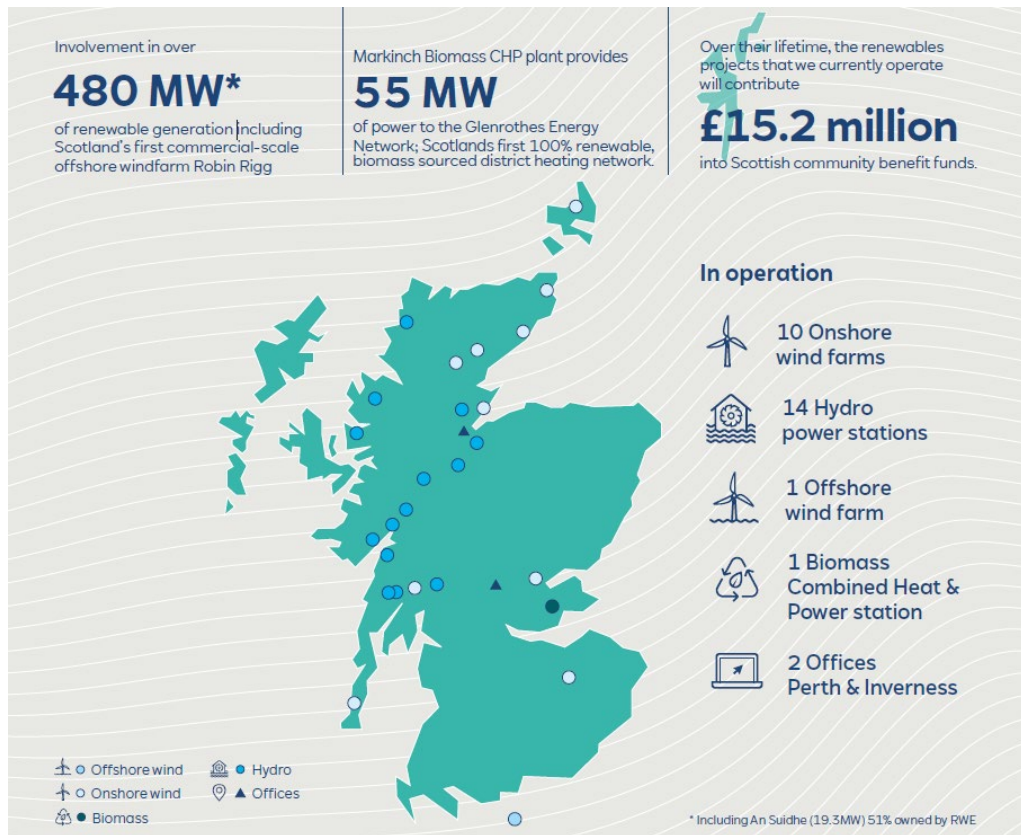 Involvement in over
480 MW*
of renewable generation including
Scotland's first commercial-scale
offshore windfarm Robin Rigg
Markinch Biomass CHP plant provides
55 MW
of power to the Glenrothes Energy
Network; Scotlands first 100% renewable,
biomass sourced district heating network.
Over their lifetime, the renewables
projects that we currently operate
will contribute
£15.2 million
into Scottish community benefit funds.
In operation
10 Onshore
wind farms
14 Hydro
power stations
1 Offshore
wind farm
1 Biomass
Combined Heat &
Power station
2 Offices
Perth & Inverness
Offshore wind
Onshore wind
Biomass
Hydro
Offices
* Including An Suidhe (19.3MW) 51% owned by RWE